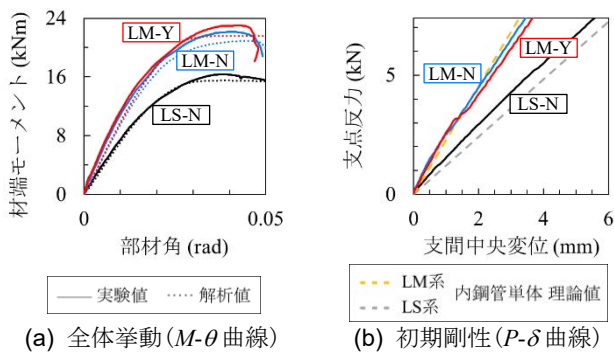 材端モーメント (kNm)
24
16
8
0
LM-Y
LM-N
LS-N
0
0.05
部材角 (rad)
実験値
解析値
(a) 全体挙動(M-θ 曲線)
支点反力 (kN)
5
0
LM-N
LM-Y
LS-N
0
2
4
6
支間中央変位 (mm)
LM系
LS系
内鋼管単体 理論値
(b) 初期剛性(P-δ 曲線)